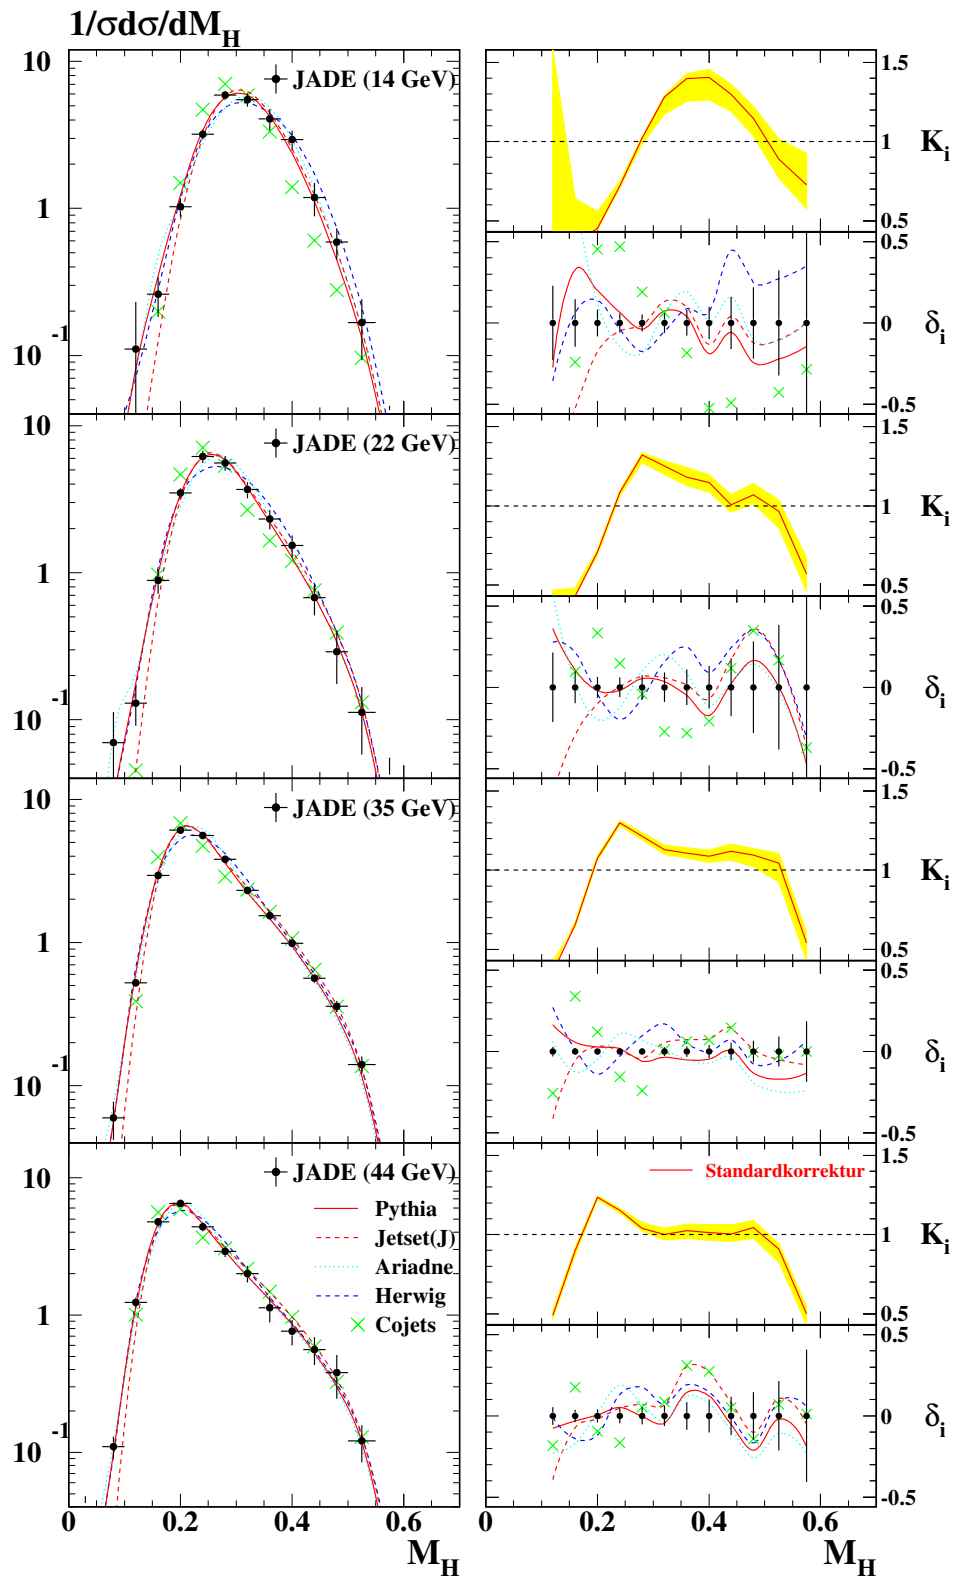 1/σdσ/dM_H
10
JADE (14 GeV)
1
10⁻¹
1.5
1
K_i
0.5
0.5
0
δ_i
-0.5
10
JADE (22 GeV)
1
10⁻¹
1.5
1
K_i
0.5
0.5
0
δ_i
-0.5
10
JADE (35 GeV)
1
10⁻¹
1.5
1
K_i
0.5
0.5
0
δ_i
-0.5
10
JADE (44 GeV)
Pythia
Jetset(J)
Ariadne
Herwig
Cojets
1
10⁻¹
1.5
Standardkorrektur
1
K_i
0.5
0.5
0
δ_i
-0.5
0 0.2 0.4 0.6
M_H
0 0.2 0.4 0.6
M_H